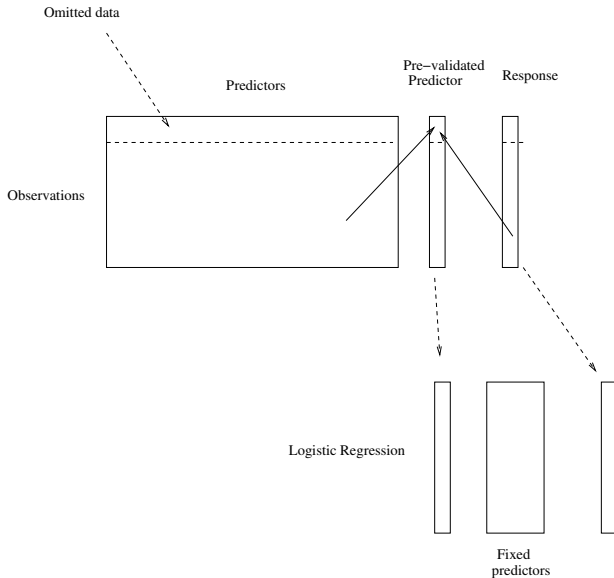 Omitted data
Pre−validated
Predictor
Response
Predictors
Observations
Logistic Regression
Fixed
predictors